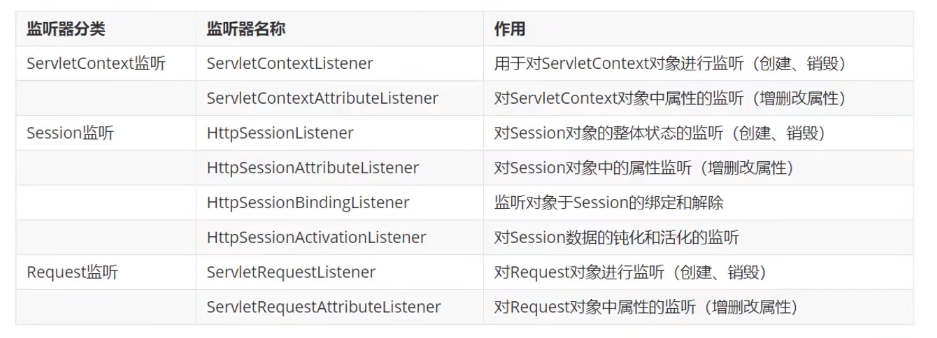 监听器分类 监听器名称 作用
ServletContext监听 ServletContextListener 用于对ServletContext对象进行监听（创建、销毁）
ServletContextAttributeListener 对ServletContext对象中属性的监听（增删改属性）
Session监听 HttpSessionListener 对Session对象的整体状态的监听（创建、销毁）
HttpSessionAttributeListener 对Session对象中的属性监听（增删改属性）
HttpSessionBindingListener 监听对象于Session的绑定和解除
HttpSessionActivationListener 对Session数据的钝化和活化的监听
Request监听 ServletRequestListener 对Request对象进行监听（创建、销毁）
ServletRequestAttributeListener 对Request对象中属性的监听（增删改属性）